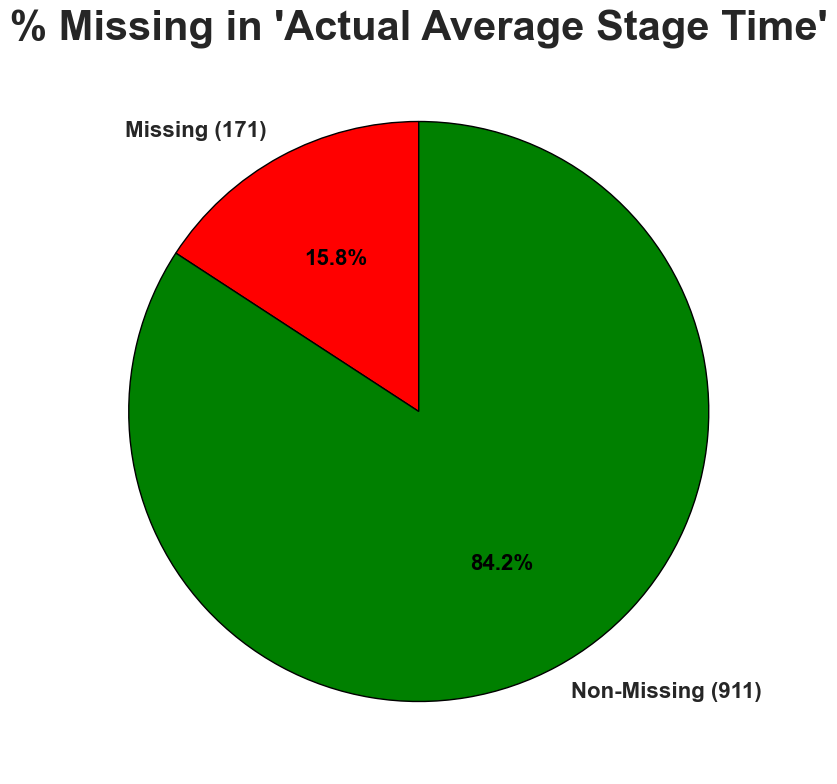 % Missing in 'Actual Average Stage Time'
Missing (171)
15.8%
84.2%
Non-Missing (911)